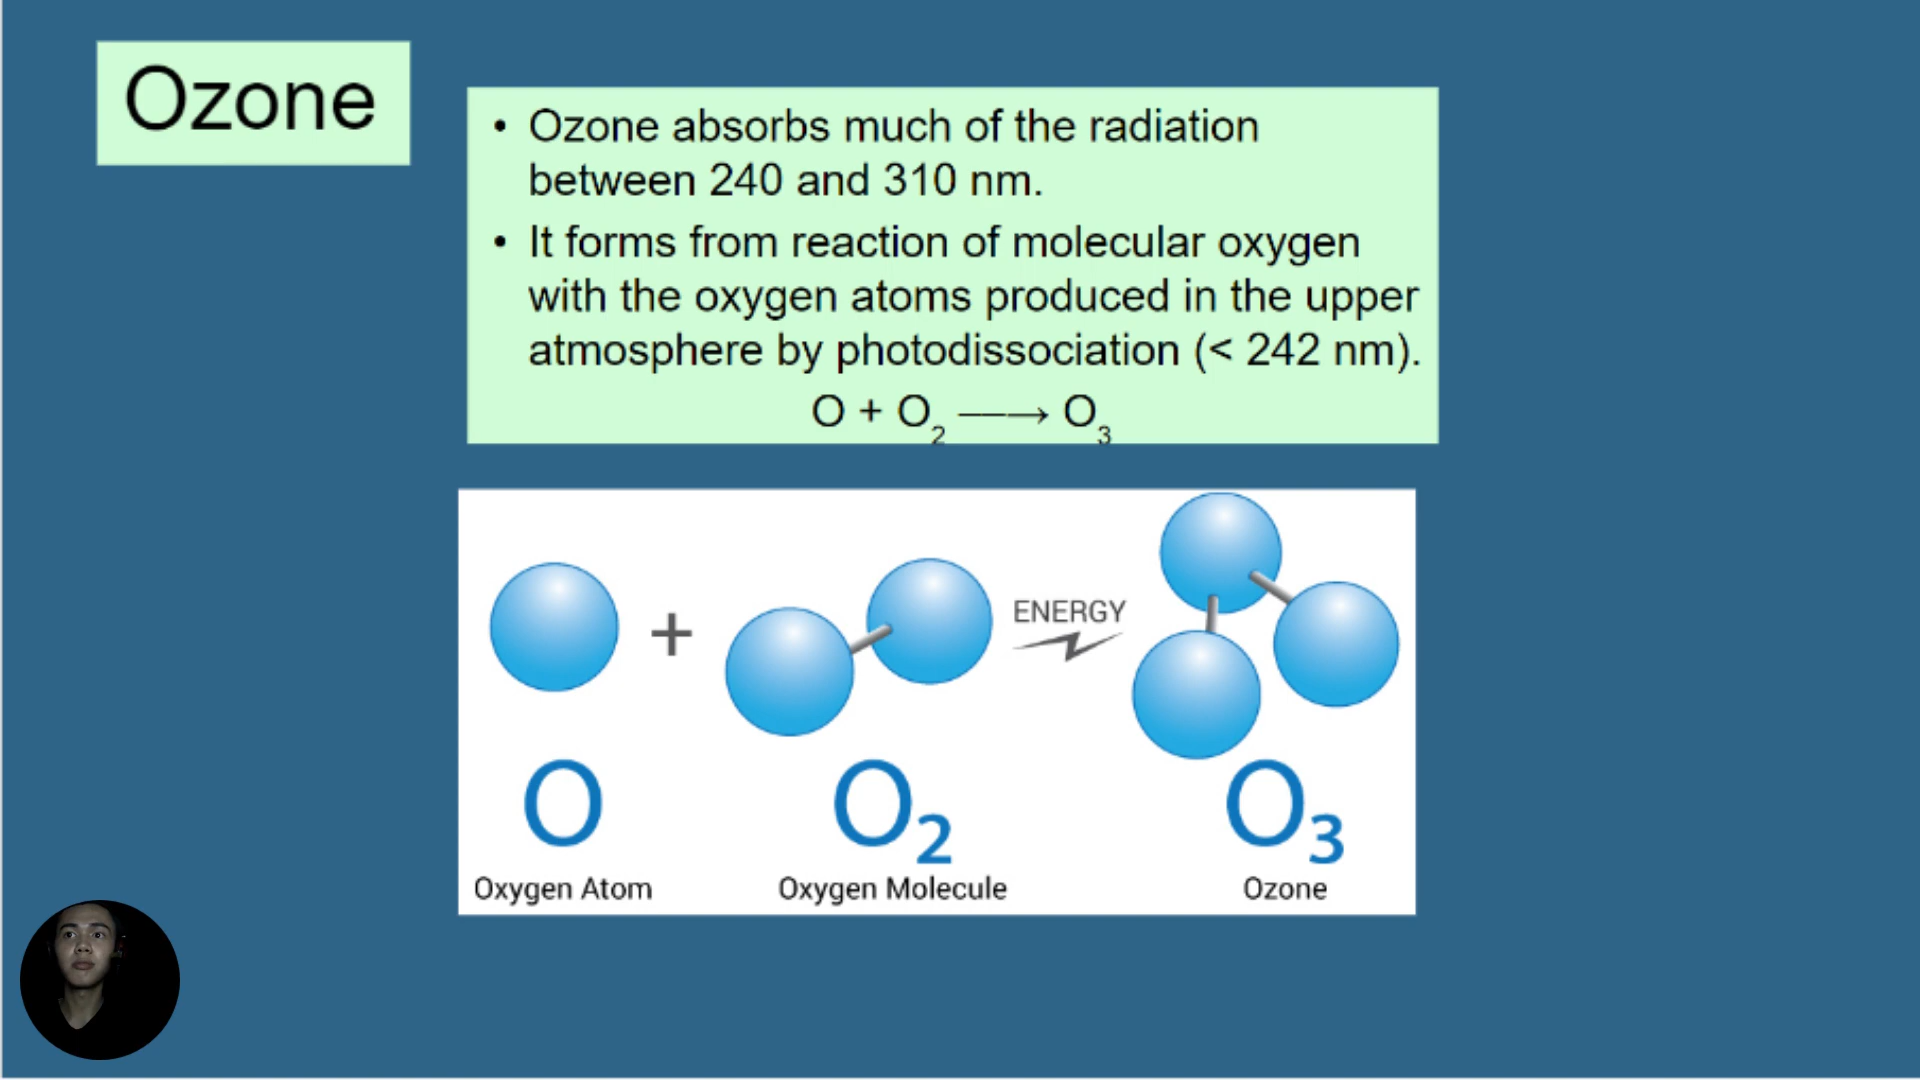 Ozone
• Ozone absorbs much of the radiation
between 240 and 310 nm.
• It forms from reaction of molecular oxygen
with the oxygen atoms produced in the upper
atmosphere by photodissociation (< 242 nm).
O + O₂ ⟶ O₃
+ ENERGY
O O₂ O₃
Oxygen Atom Oxygen Molecule Ozone